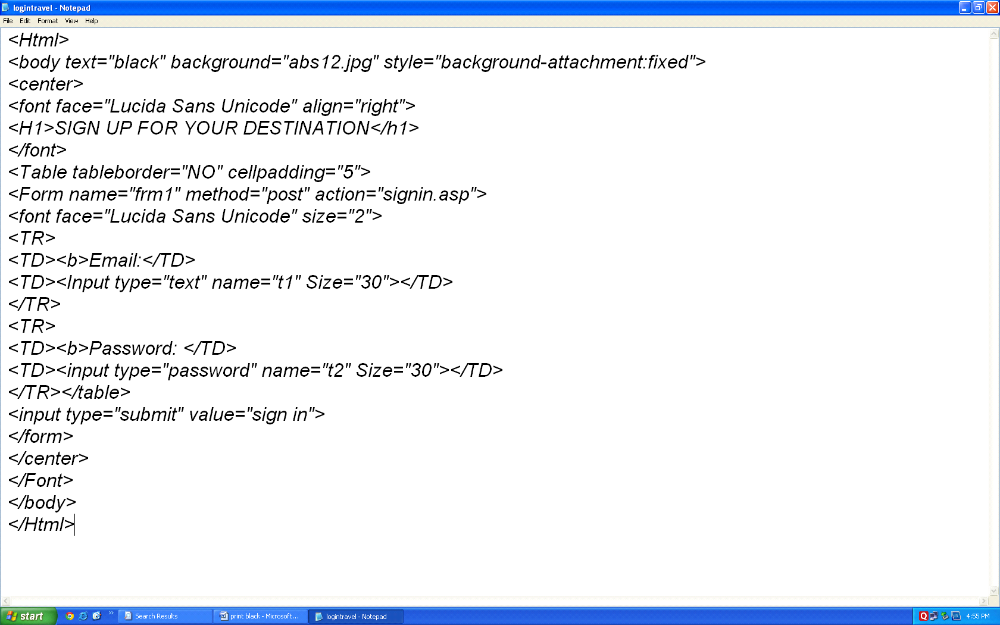 logintravel - Notepad
File Edit Format View Help
<Html>
<body text="black" background="abs12.jpg" style="background-attachment:fixed">
<center>
<font face="Lucida Sans Unicode" align="right">
<H1>SIGN UP FOR YOUR DESTINATION</h1>
</font>
<Table tableborder="NO" cellpadding="5">
<Form name="frm1" method="post" action="signin.asp">
<font face="Lucida Sans Unicode" size="2">
<TR>
<TD><b>Email:</TD>
<TD><Input type="text" name="t1" Size="30"></TD>
</TR>
<TR>
<TD><b>Password: </TD>
<TD><input type="password" name="t2" Size="30"></TD>
</TR></table>
<input type="submit" value="sign in">
</form>
</center>
</Font>
</body>
</Html>
start Search Results print black - Microsoft... logintravel - Notepad Q 4:55 PM